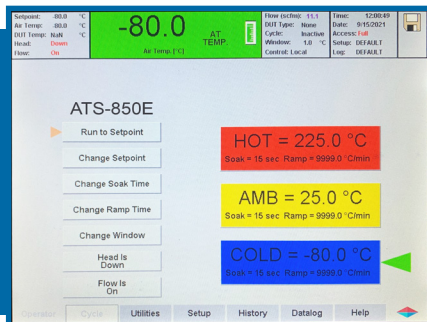 Setpoint: -80.0 °C
Air Temp: -80.0 °C
DUT Temp: NaN °C
Head: Down
Flow: On
-80.0
AT
TEMP.
Air Temp. [°C]
Flow (scfm): 11.1
DUT Type: None
Cycle: Inactive
Window: 1.0 °C
Control: Local
Time: 12:00:49
Date: 9/15/2021
Access: Full
Setup: DEFAULT
Log: DEFAULT
ATS-850E
Run to Setpoint
Change Setpoint
Change Soak Time
Change Ramp Time
Change Window
Head Is
Down
Flow Is
On
HOT = 225.0 °C
Soak = 15 sec Ramp = 9999.0 °C/min
AMB = 25.0 °C
Soak = 15 sec Ramp = 9999.0 °C/min
COLD = -80.0 °C
Soak = 15 sec Ramp = 9999.0 °C/min
Operator
Cycle
Utilities
Setup
History
Datalog
Help